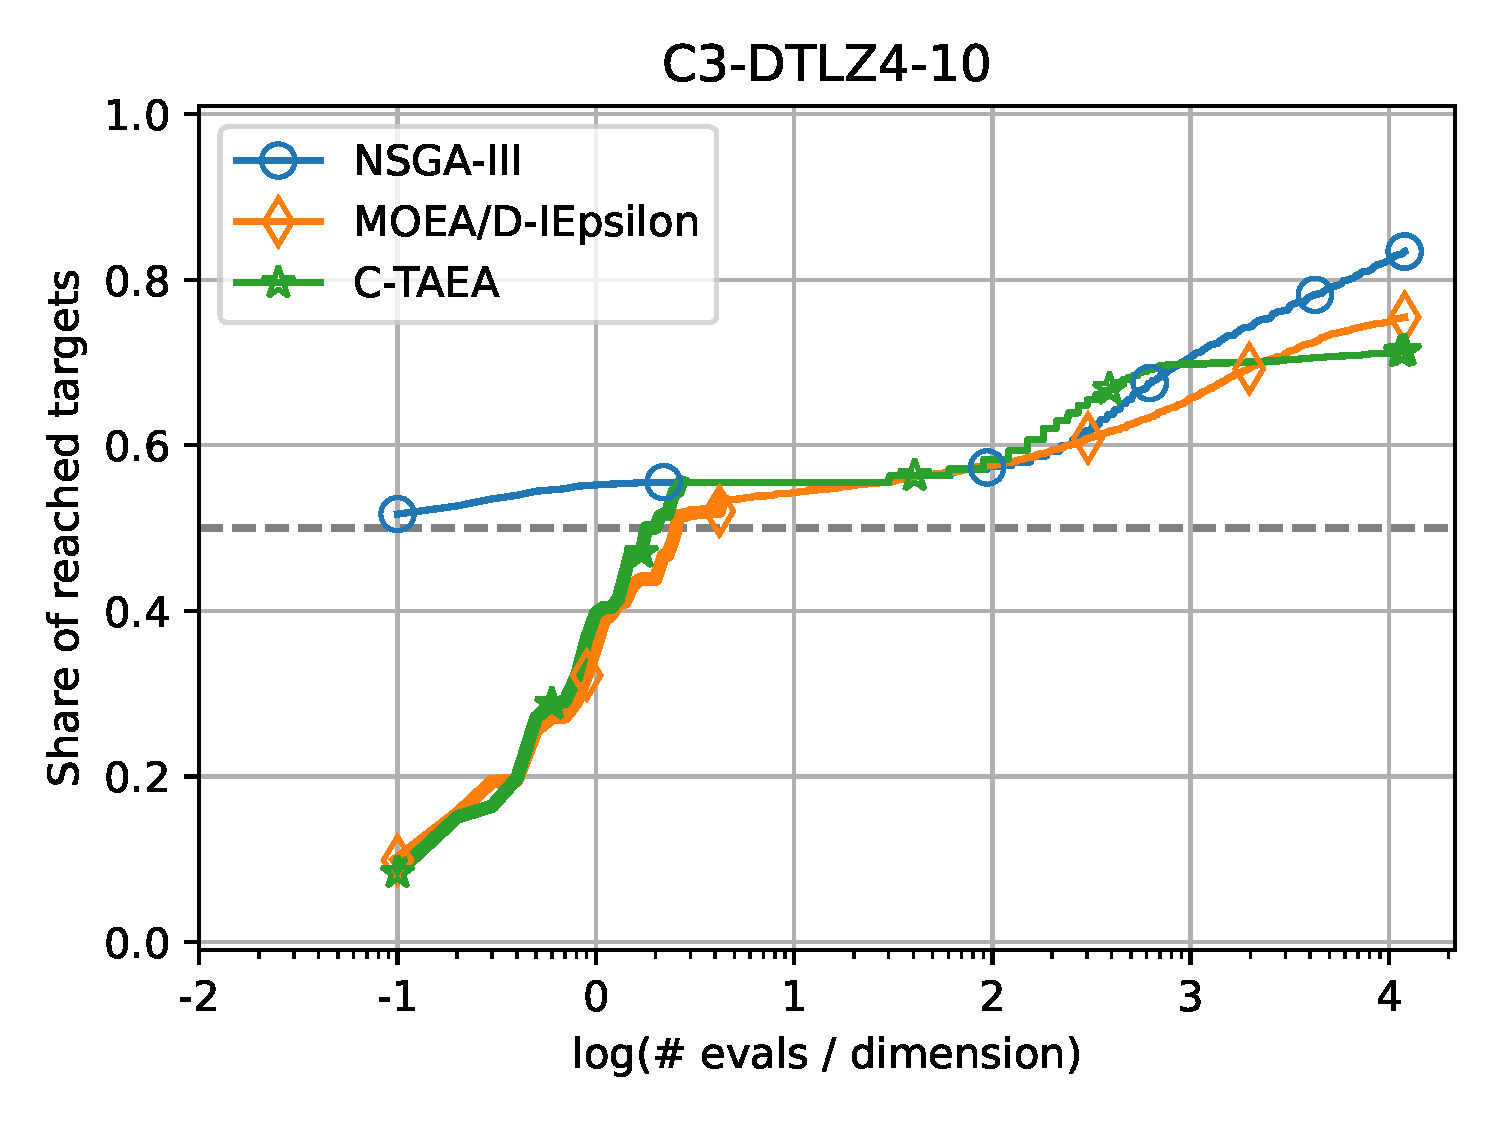 C3-DTLZ4-10
1.0
0.8
0.6
0.4
0.2
0.0
Share of reached targets
NSGA-III
MOEA/D-IEpsilon
C-TAEA
-2 -1 0 1 2 3 4
log(# evals / dimension)